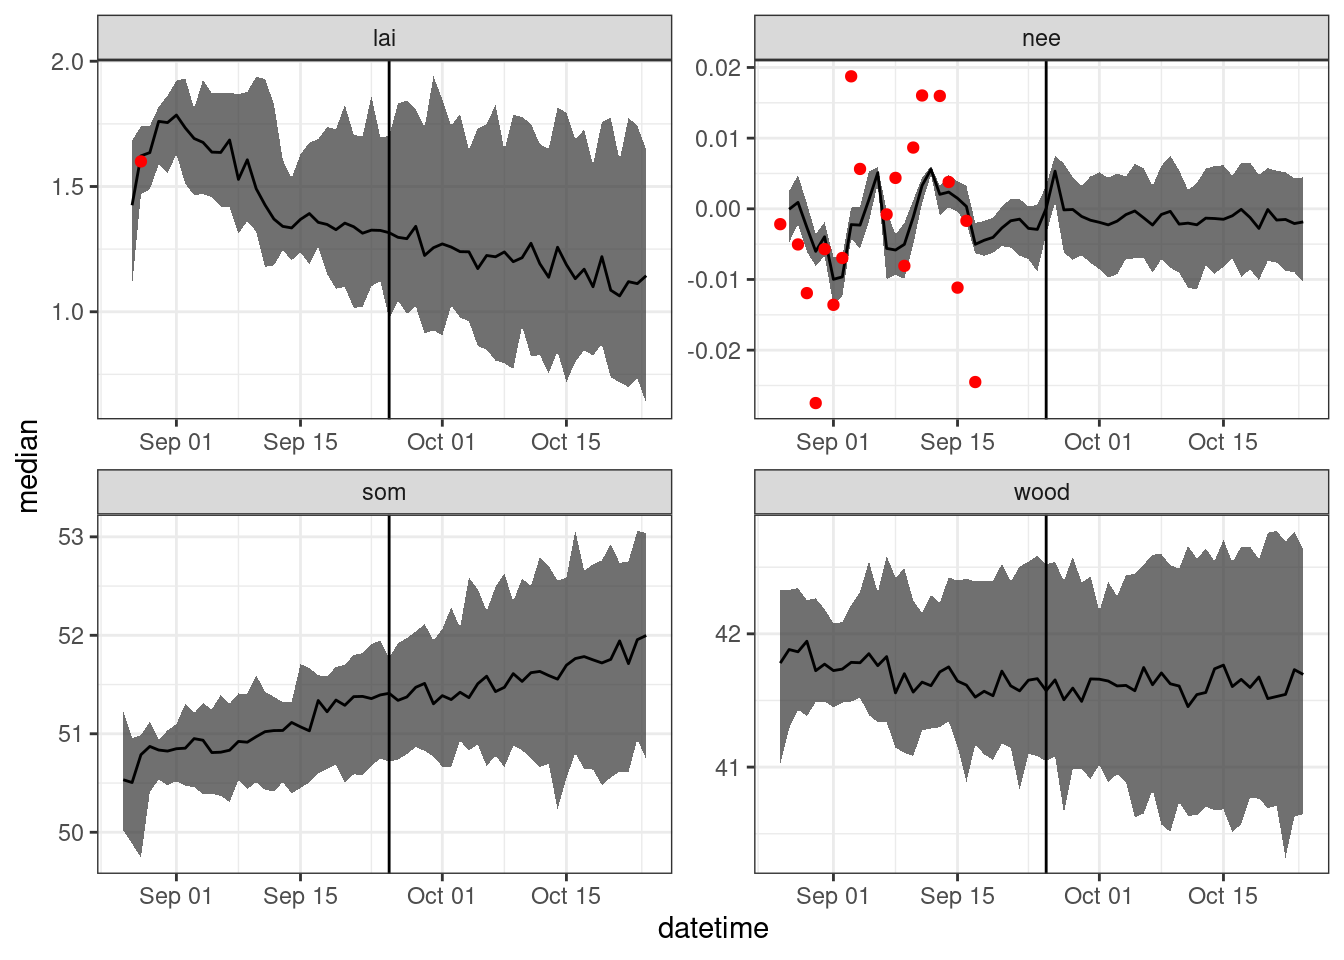 lai
nee
2.0
1.5
1.0
0.02
0.01
0.00
-0.01
-0.02
Sep 01 Sep 15 Oct 01 Oct 15
Sep 01 Sep 15 Oct 01 Oct 15
median
som
wood
53
52
51
50
42
41
Sep 01 Sep 15 Oct 01 Oct 15
Sep 01 Sep 15 Oct 01 Oct 15
datetime